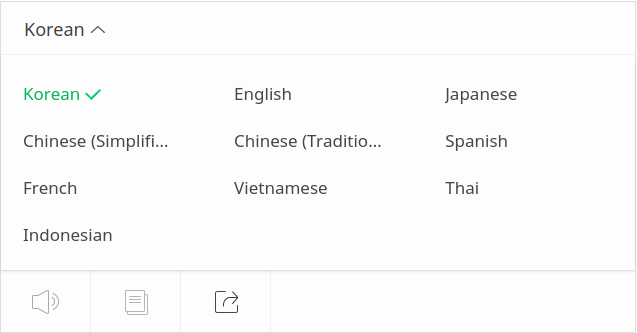 Korean
Korean English Japanese
Chinese (Simplifi... Chinese (Traditio... Spanish
French Vietnamese Thai
Indonesian